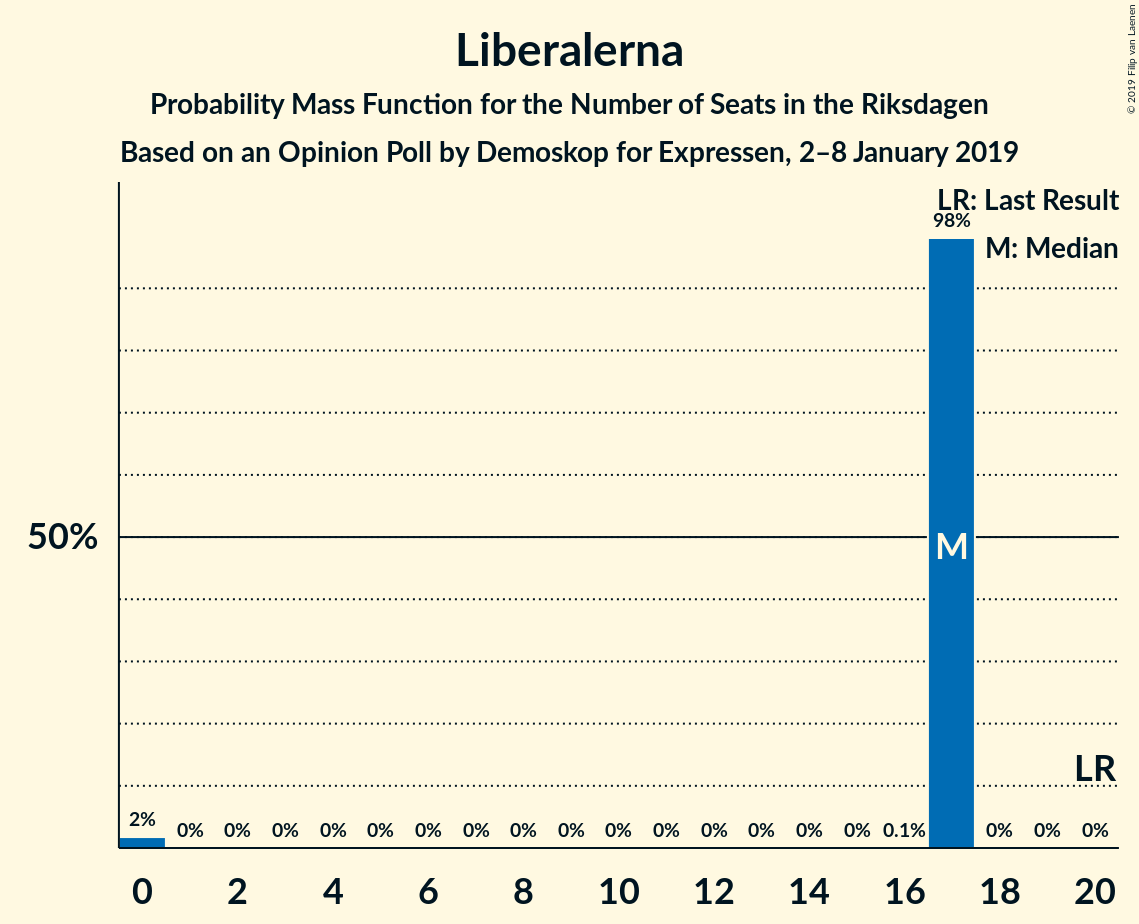 Liberalerna
Probability Mass Function for the Number of Seats in the Riksdagen
Based on an Opinion Poll by Demoskop for Expressen, 2–8 January 2019
© 2019 Filip van Laenen
LR: Last Result
98%
M: Median
50%
M
LR
2% 0% 0% 0% 0% 0% 0% 0% 0% 0% 0% 0% 0% 0% 0% 0% 0.1% 0% 0% 0%
0 2 4 6 8 10 12 14 16 18 20